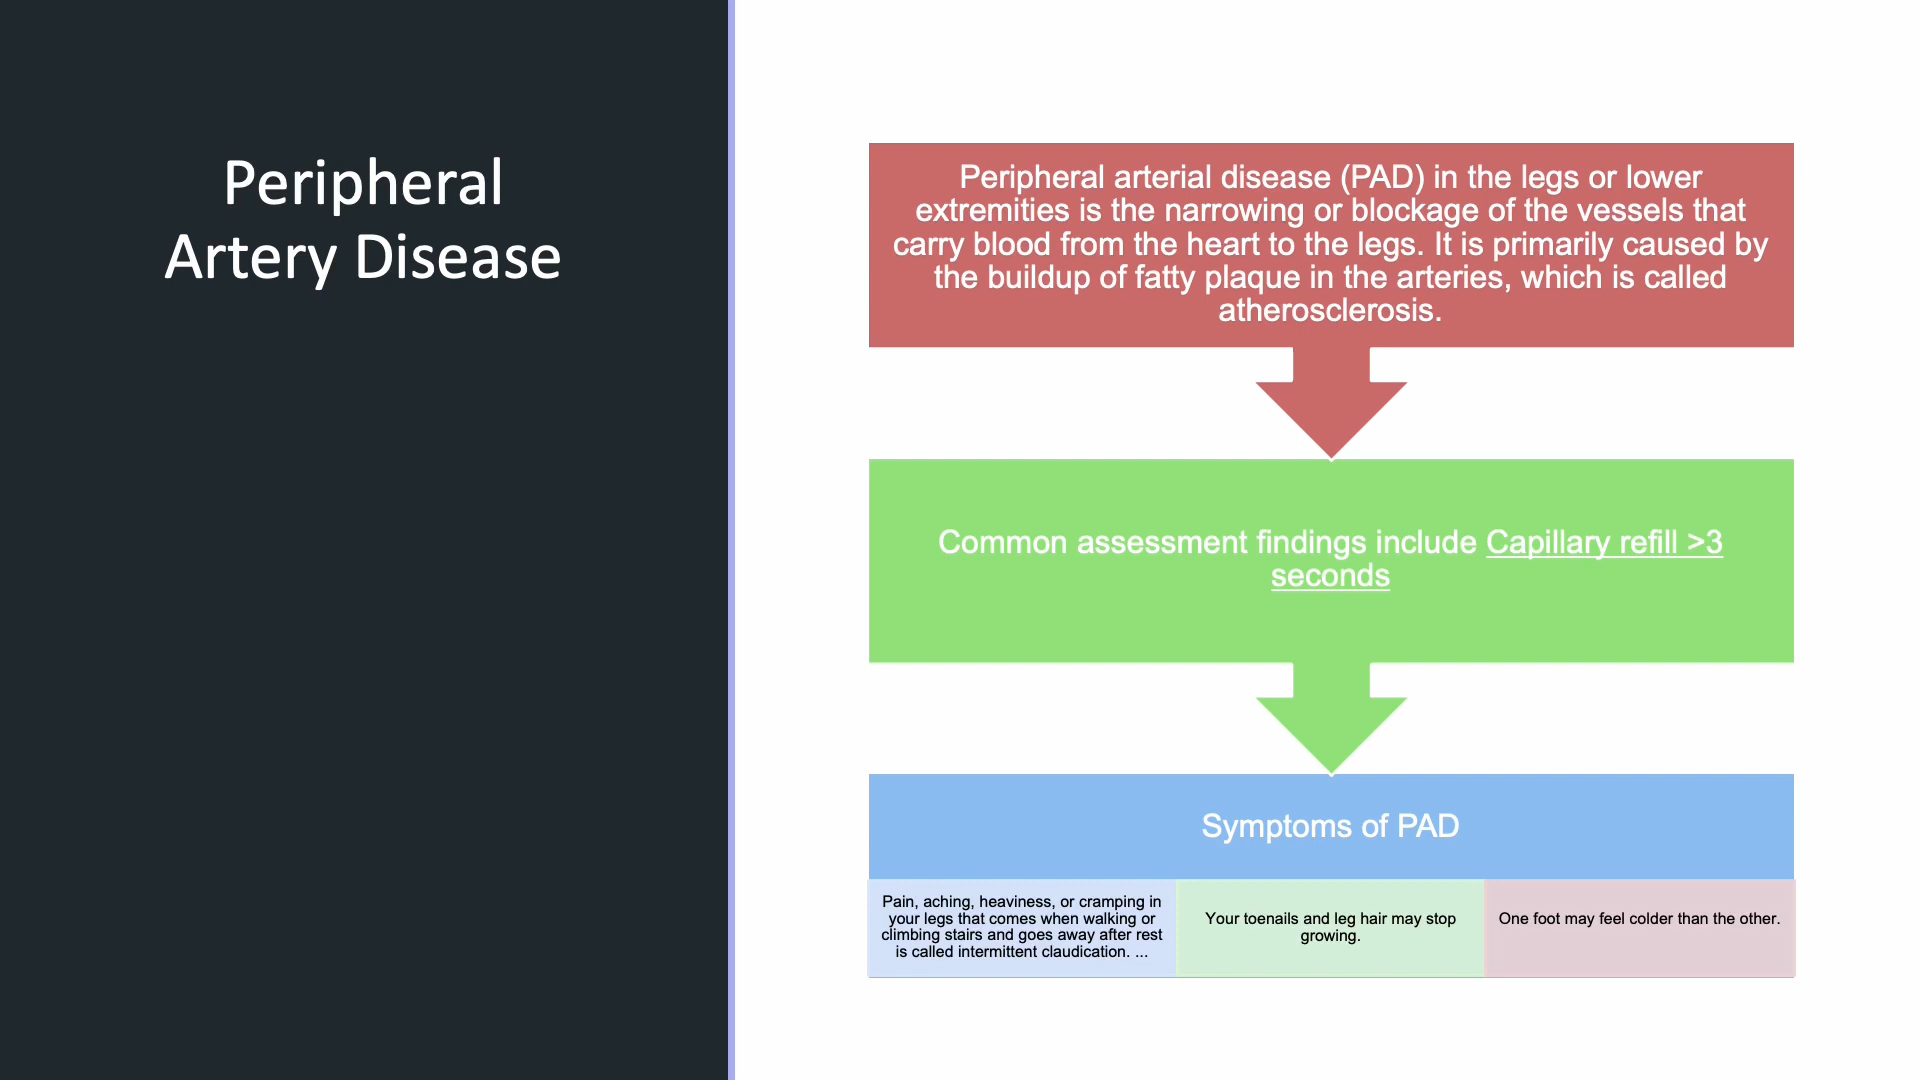 Peripheral
Artery Disease
Peripheral arterial disease (PAD) in the legs or lower
extremities is the narrowing or blockage of the vessels that
carry blood from the heart to the legs. It is primarily caused by
the buildup of fatty plaque in the arteries, which is called
atherosclerosis.
Common assessment findings include Capillary refill >3
seconds
Symptoms of PAD
Pain, aching, heaviness, or cramping in
your legs that comes when walking or
climbing stairs and goes away after rest
is called intermittent claudication. ...
Your toenails and leg hair may stop
growing.
One foot may feel colder than the other.